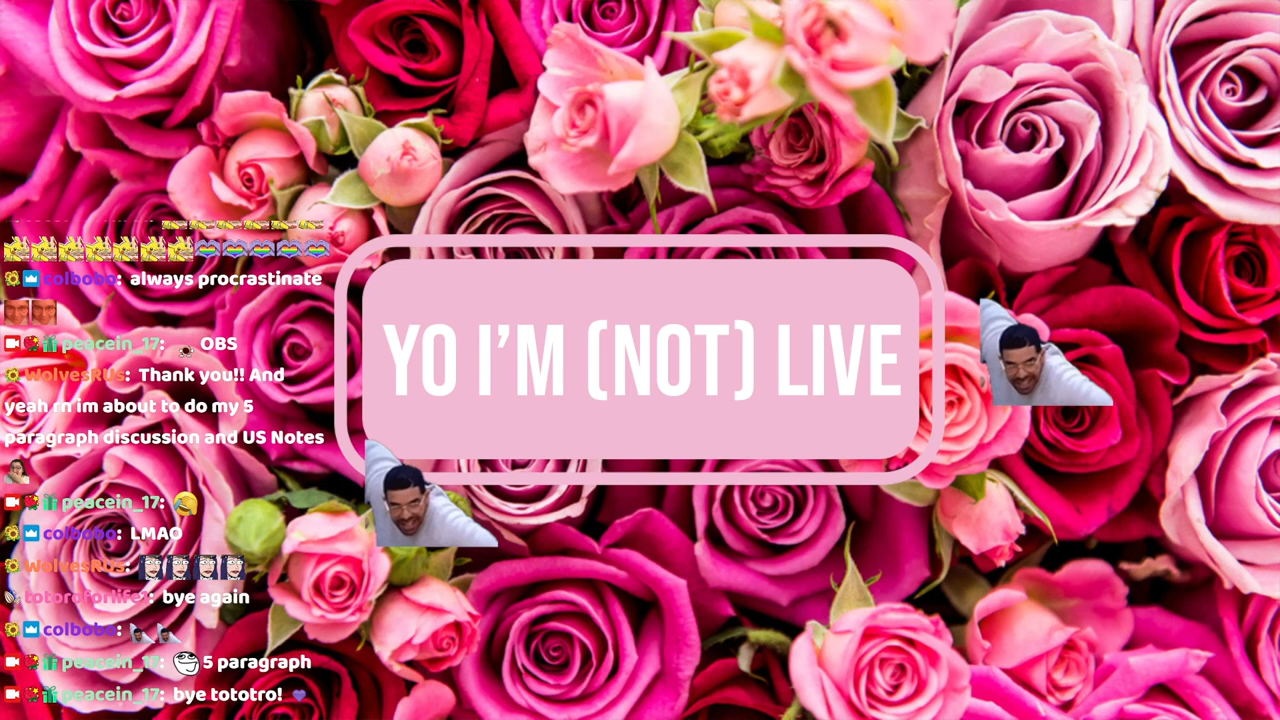 colbobo: always procrastinate
peacein_17: OBS
WolvesRUs: Thank you!! And
yeah rn im about to do my 5
paragraph discussion and US Notes
peacein_17:
colbobo: LMAO
WolvesRUs:
totoroforlife: bye again
colbobo:
peacein_17: 5 paragraph
peacein_17: bye tototro!
YO I’M (NOT) LIVE